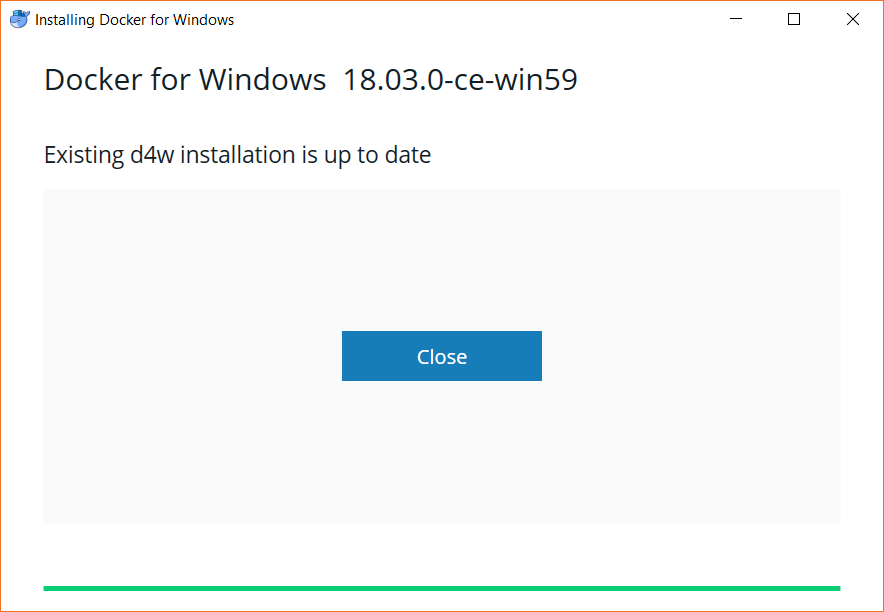 Installing Docker for Windows
Docker for Windows 18.03.0-ce-win59
Existing d4w installation is up to date
Close